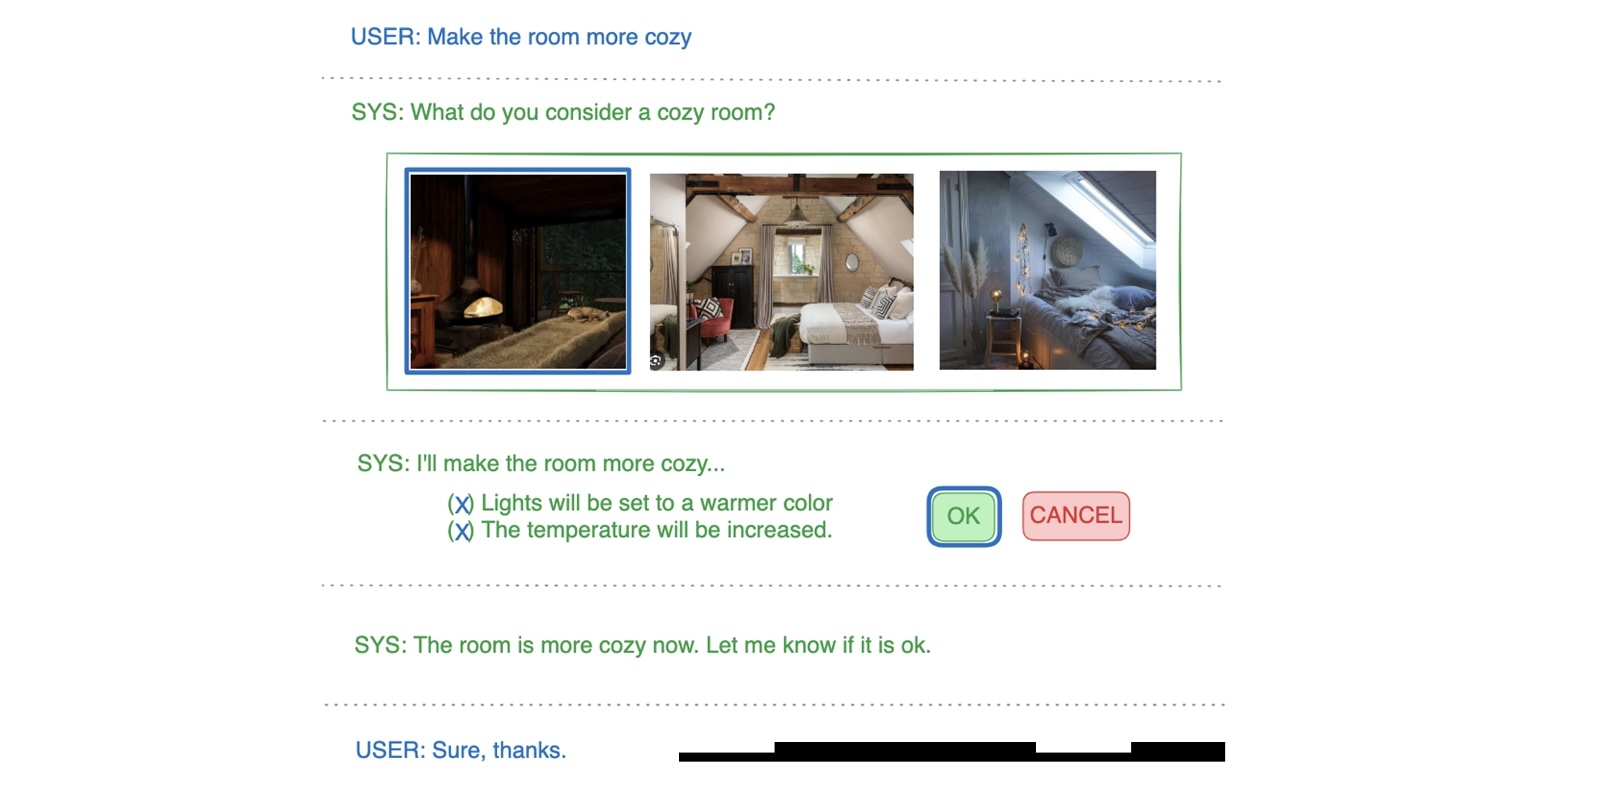 USER: Make the room more cozy
SYS: What do you consider a cozy room?
SYS: I'll make the room more cozy...
(X) Lights will be set to a warmer color
(X) The temperature will be increased.
OK
CANCEL
SYS: The room is more cozy now. Let me know if it is ok.
USER: Sure, thanks.